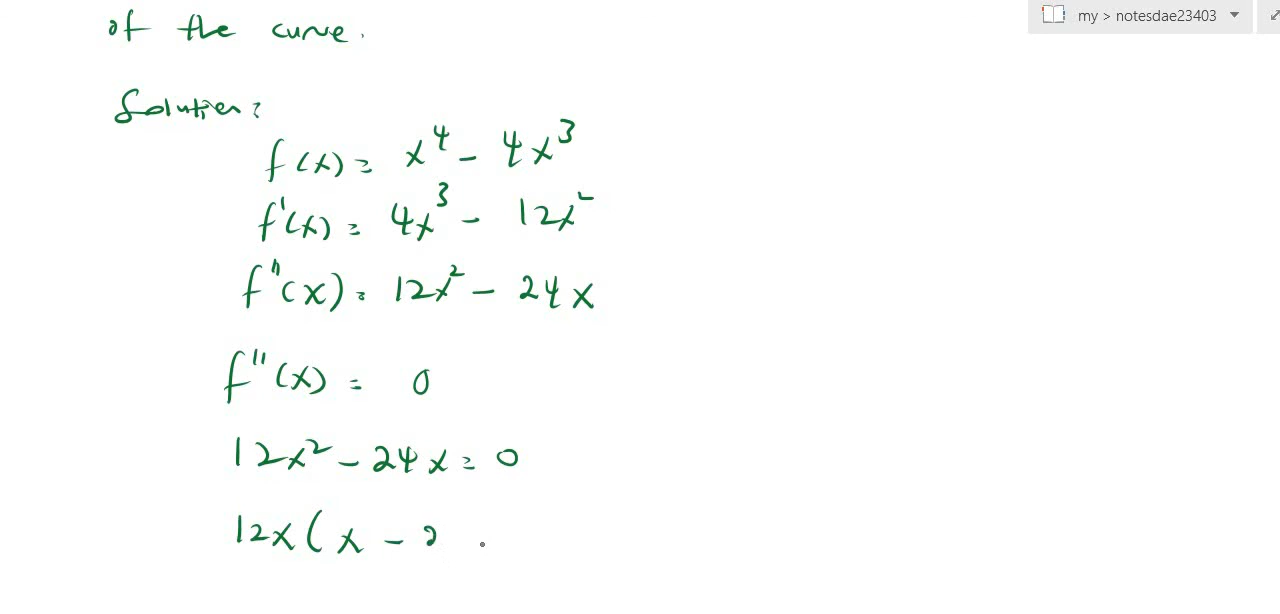 my > notesdae23403
of the curve.
Solution:
f(x) = x⁴ - 4x³
f'(x) = 4x³ - 12x²
f''(x) = 12x² - 24x
f''(x) = 0
12x² - 24x = 0
12x(x - 2